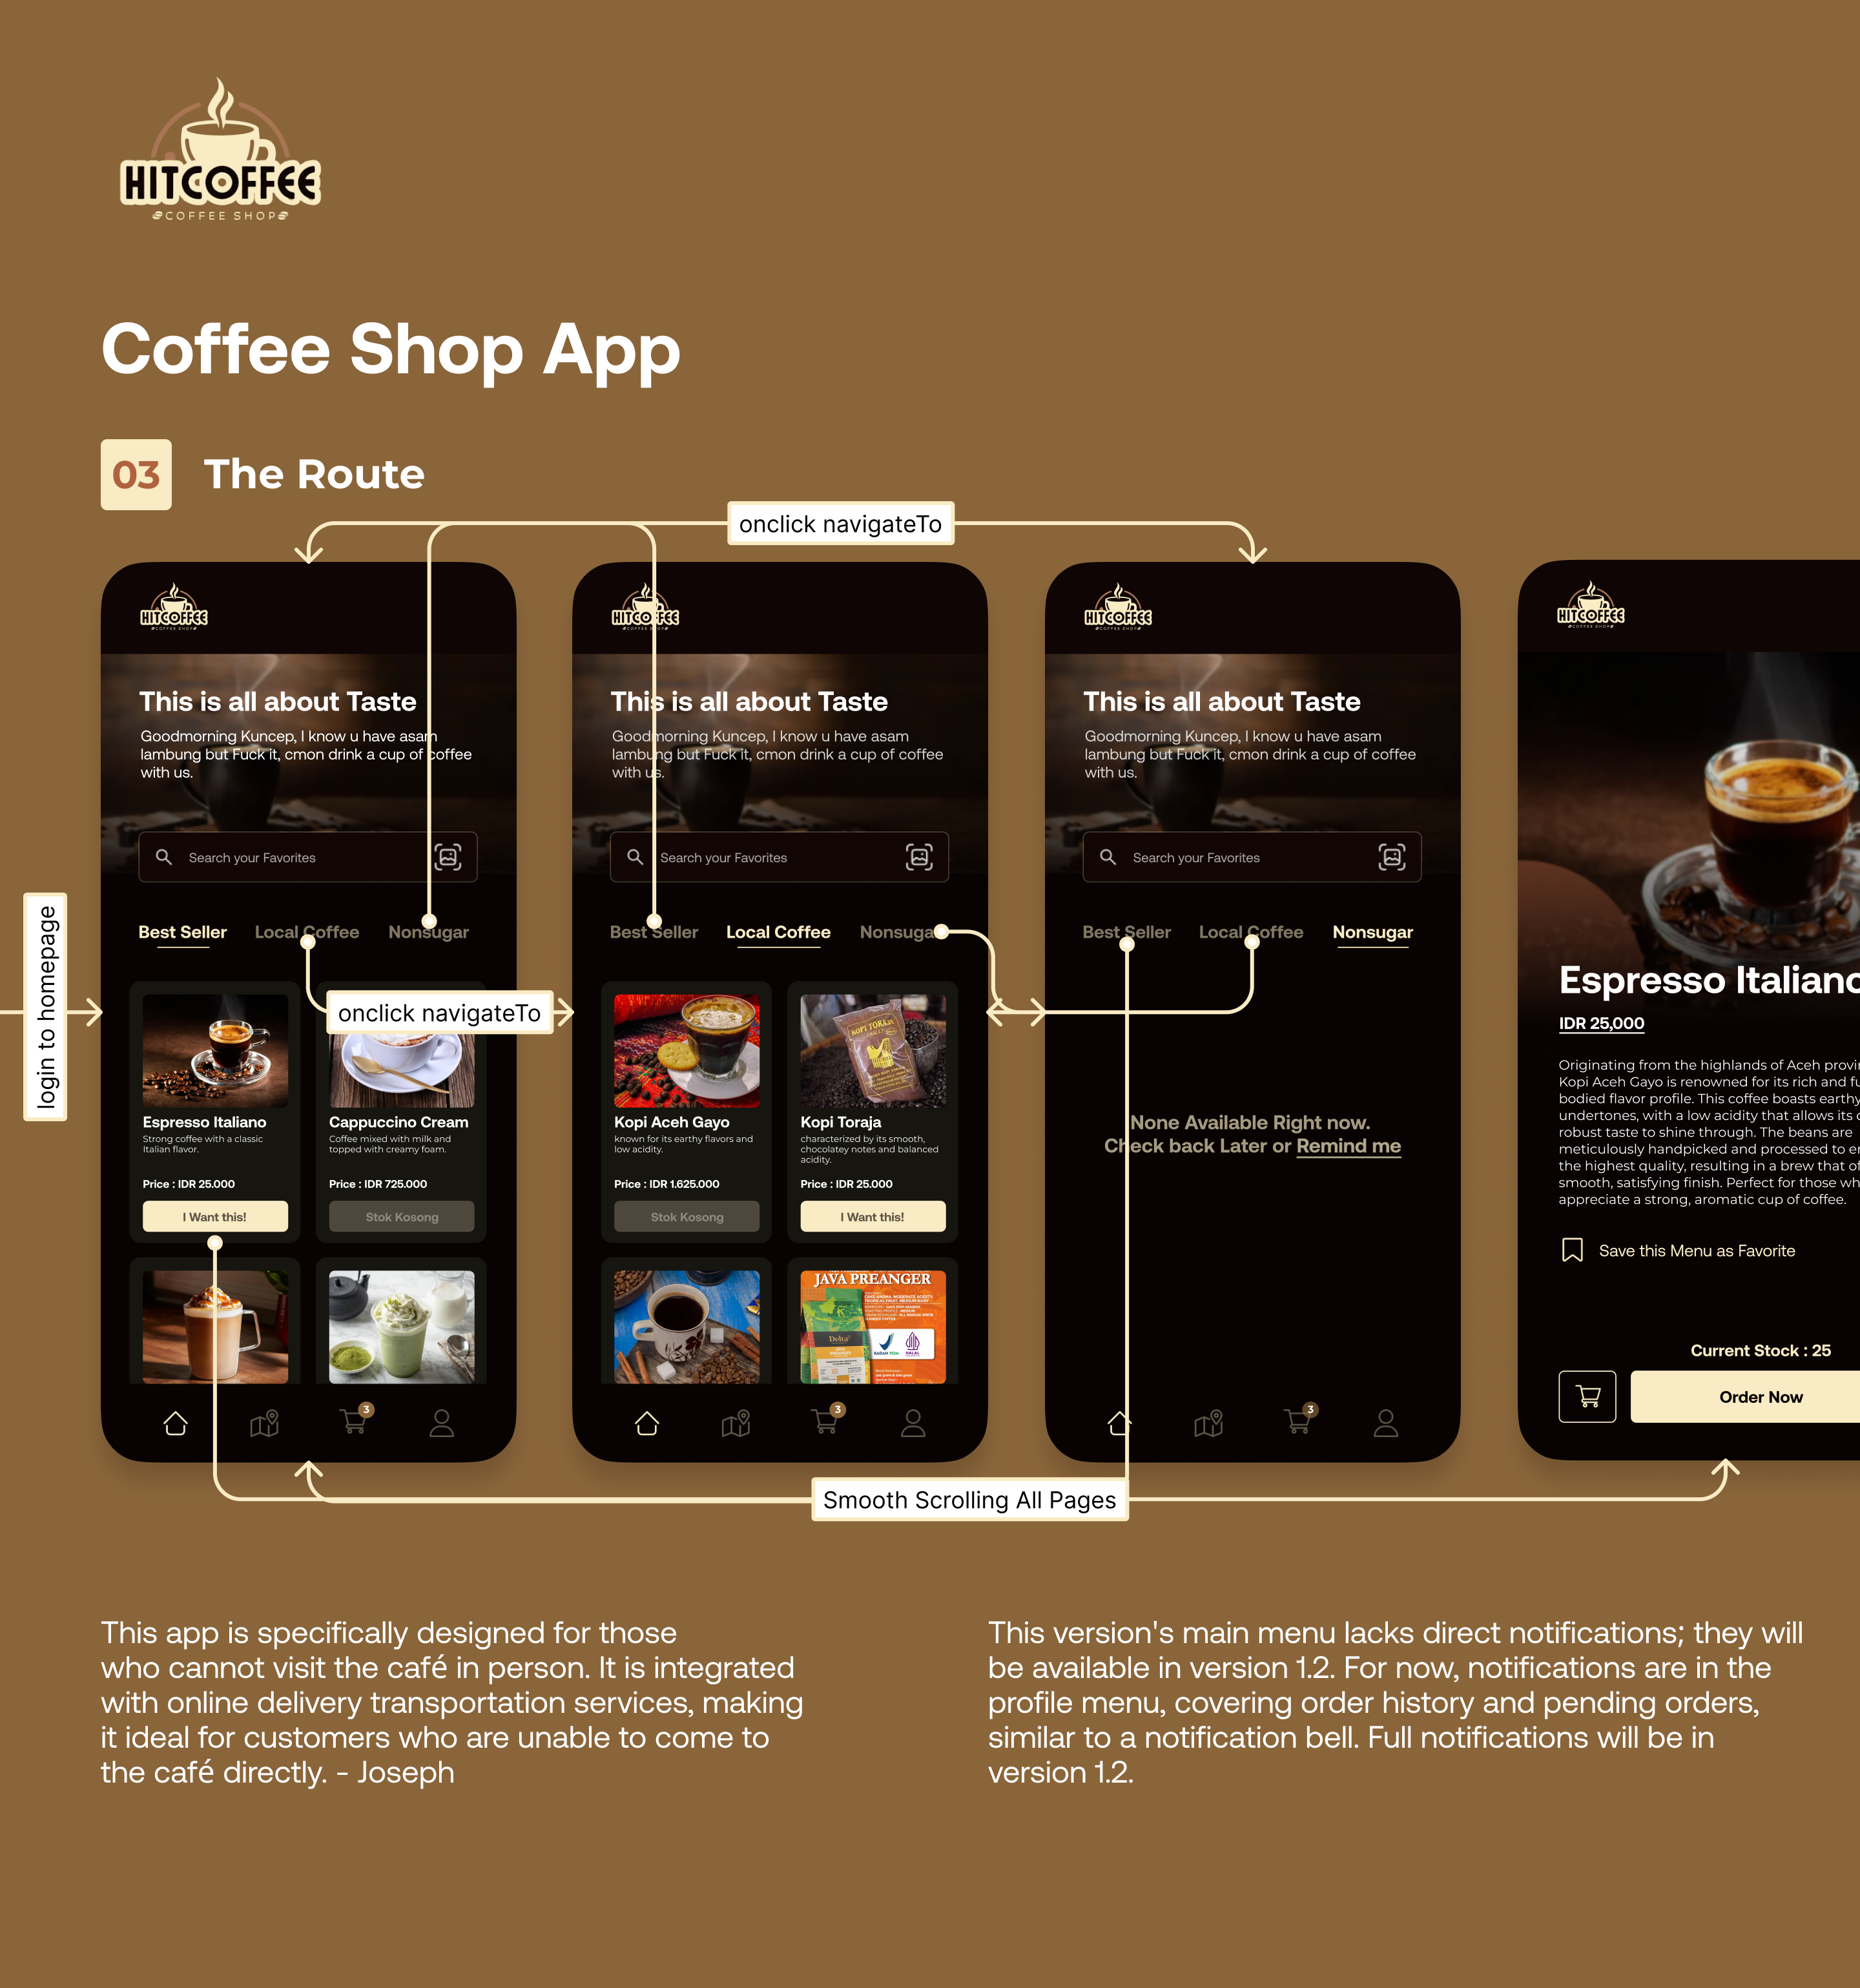 HITCOFFEE
COFFEE SHOP
Coffee Shop App
03
The Route
onclick navigateTo
login to homepage
HITCOFFEE
COFFEE SHOP
This is all about Taste
Goodmorning Kuncep, I know u have asam
lambung but Fuck it, cmon drink a cup of coffee
with us.
Search your Favorites
Best Seller
Local Coffee
Nonsugar
onclick navigateTo
Espresso Italiano
Strong coffee with a classic
Italian flavor.
Price : IDR 25.000
I Want this!
Cappuccino Cream
Coffee mixed with milk and
topped with creamy foam.
Price : IDR 725.000
Stok Kosong
3
HITCOFFEE
COFFEE SHOP
This is all about Taste
Goodmorning Kuncep, I know u have asam
lambung but Fuck it, cmon drink a cup of coffee
with us.
Search your Favorites
Best Seller
Local Coffee
Nonsugar
Kopi Aceh Gayo
known for its earthy flavors and
low acidity.
Price : IDR 1.625.000
Stok Kosong
KOPI TORAJA
Kopi Toraja
characterized by its smooth,
chocolatey notes and balanced
acidity.
Price : IDR 25.000
I Want this!
JAVA PREANGER
Delta
BADAN POM
HALAL
3
HITCOFFEE
COFFEE SHOP
This is all about Taste
Goodmorning Kuncep, I know u have asam
lambung but Fuck it, cmon drink a cup of coffee
with us.
Search your Favorites
Best Seller
Local Coffee
Nonsugar
None Available Right now.
Check back Later or Remind me
3
HITCOFFEE
COFFEE SHOP
Espresso Italiano
IDR 25,000
Originating from the highlands of Aceh
Kopi Aceh Gayo is renowned for its rich and
bodied flavor profile. This coffee boasts earthy
undertones, with a low acidity that allows its
robust taste to shine through. The beans are
meticulously handpicked and processed to
the highest quality, resulting in a brew that
smooth, satisfying finish. Perfect for those
appreciate a strong, aromatic cup of coffee.
Save this Menu as Favorite
Current Stock : 25
Order Now
Smooth Scrolling All Pages
This app is specifically designed for those
who cannot visit the café in person. It is integrated
with online delivery transportation services, making
it ideal for customers who are unable to come to
the café directly. - Joseph
This version's main menu lacks direct notifications; they will
be available in version 1.2. For now, notifications are in the
profile menu, covering order history and pending orders,
similar to a notification bell. Full notifications will be in
version 1.2.